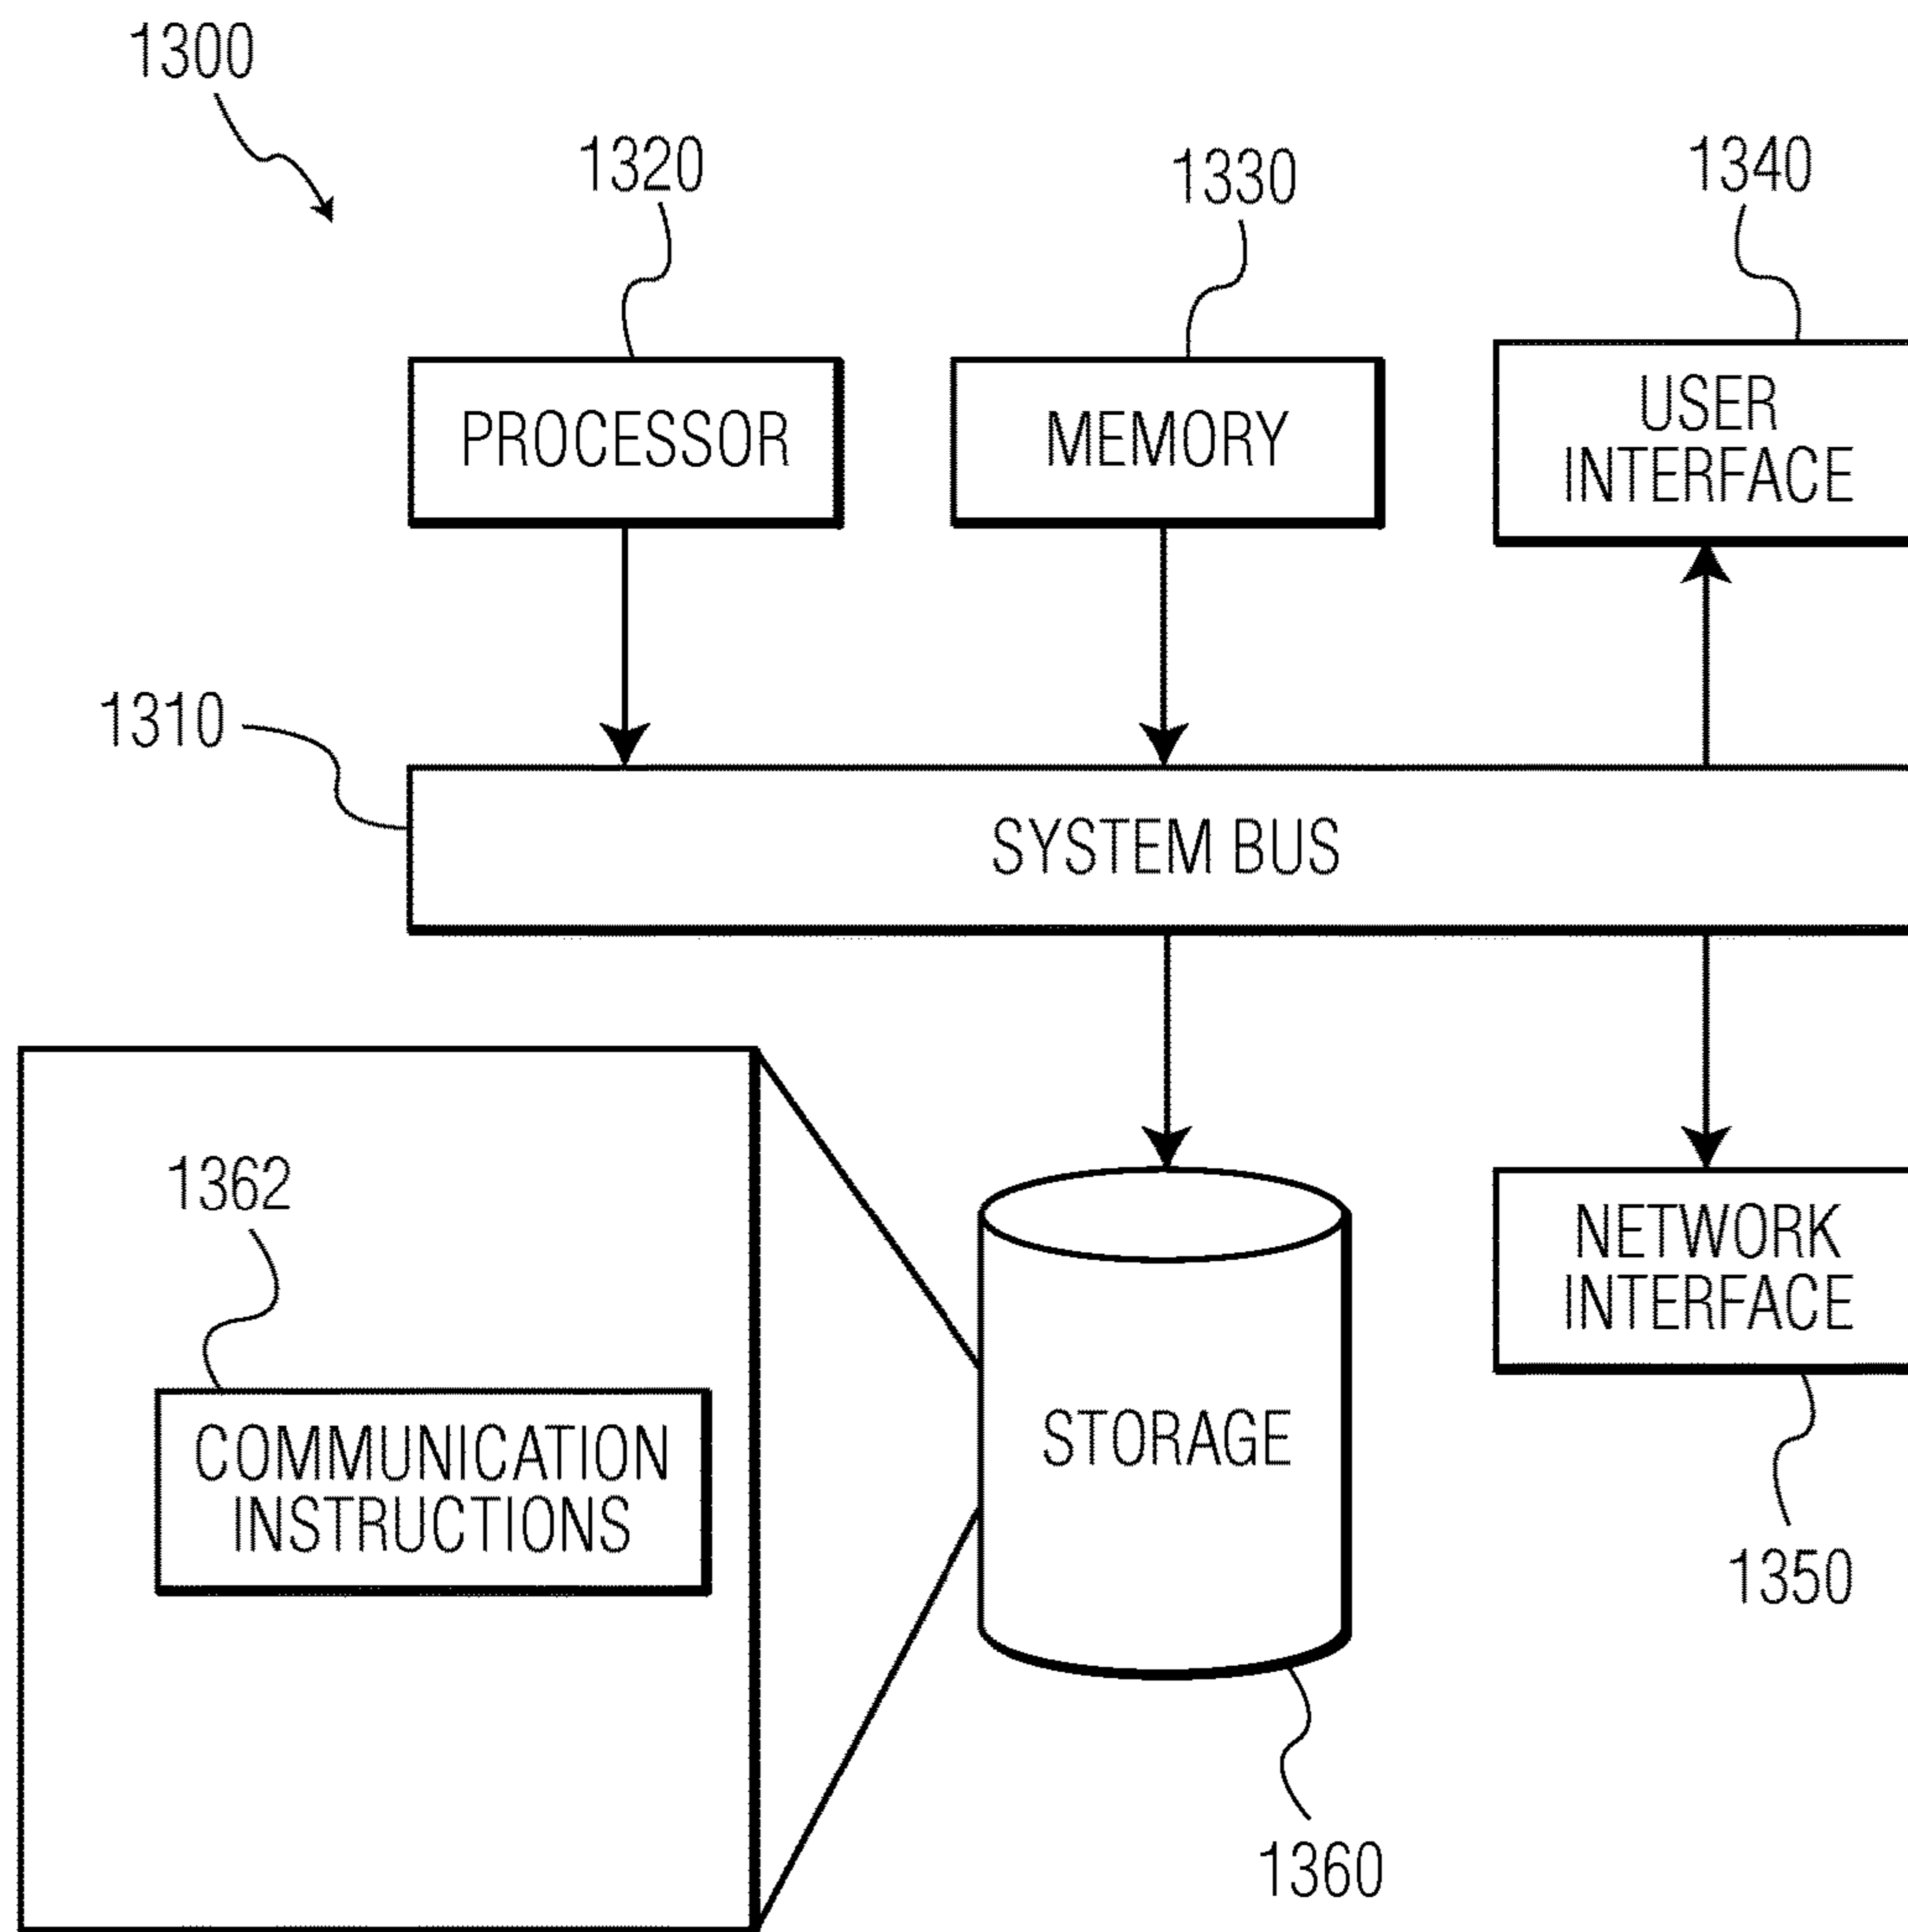 1300
1320
1330
1340
PROCESSOR
MEMORY
USER
INTERFACE
1310
SYSTEM BUS
1362
COMMUNICATION
INSTRUCTIONS
STORAGE
NETWORK
INTERFACE
1350
1360